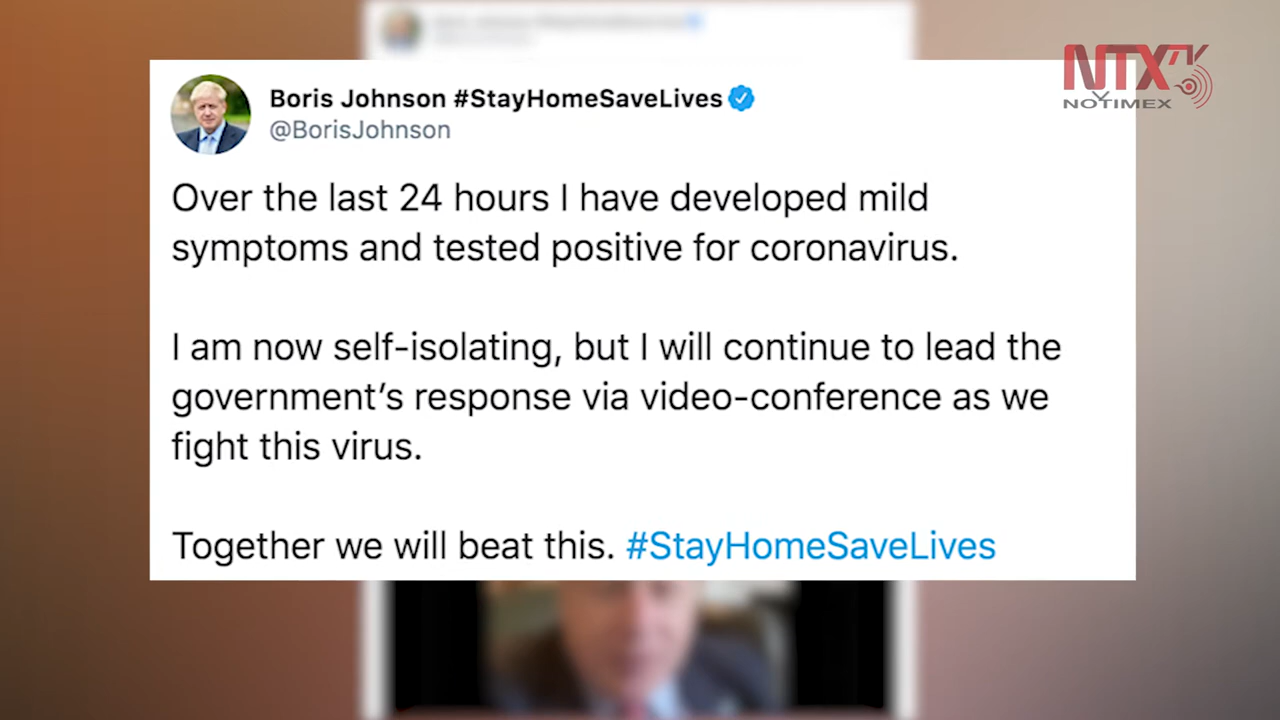 NTX TV
NOTIMEX
Boris Johnson #StayHomeSaveLives
@BorisJohnson
Over the last 24 hours I have developed mild
symptoms and tested positive for coronavirus.
I am now self-isolating, but I will continue to lead the
government’s response via video-conference as we
fight this virus.
Together we will beat this. #StayHomeSaveLives